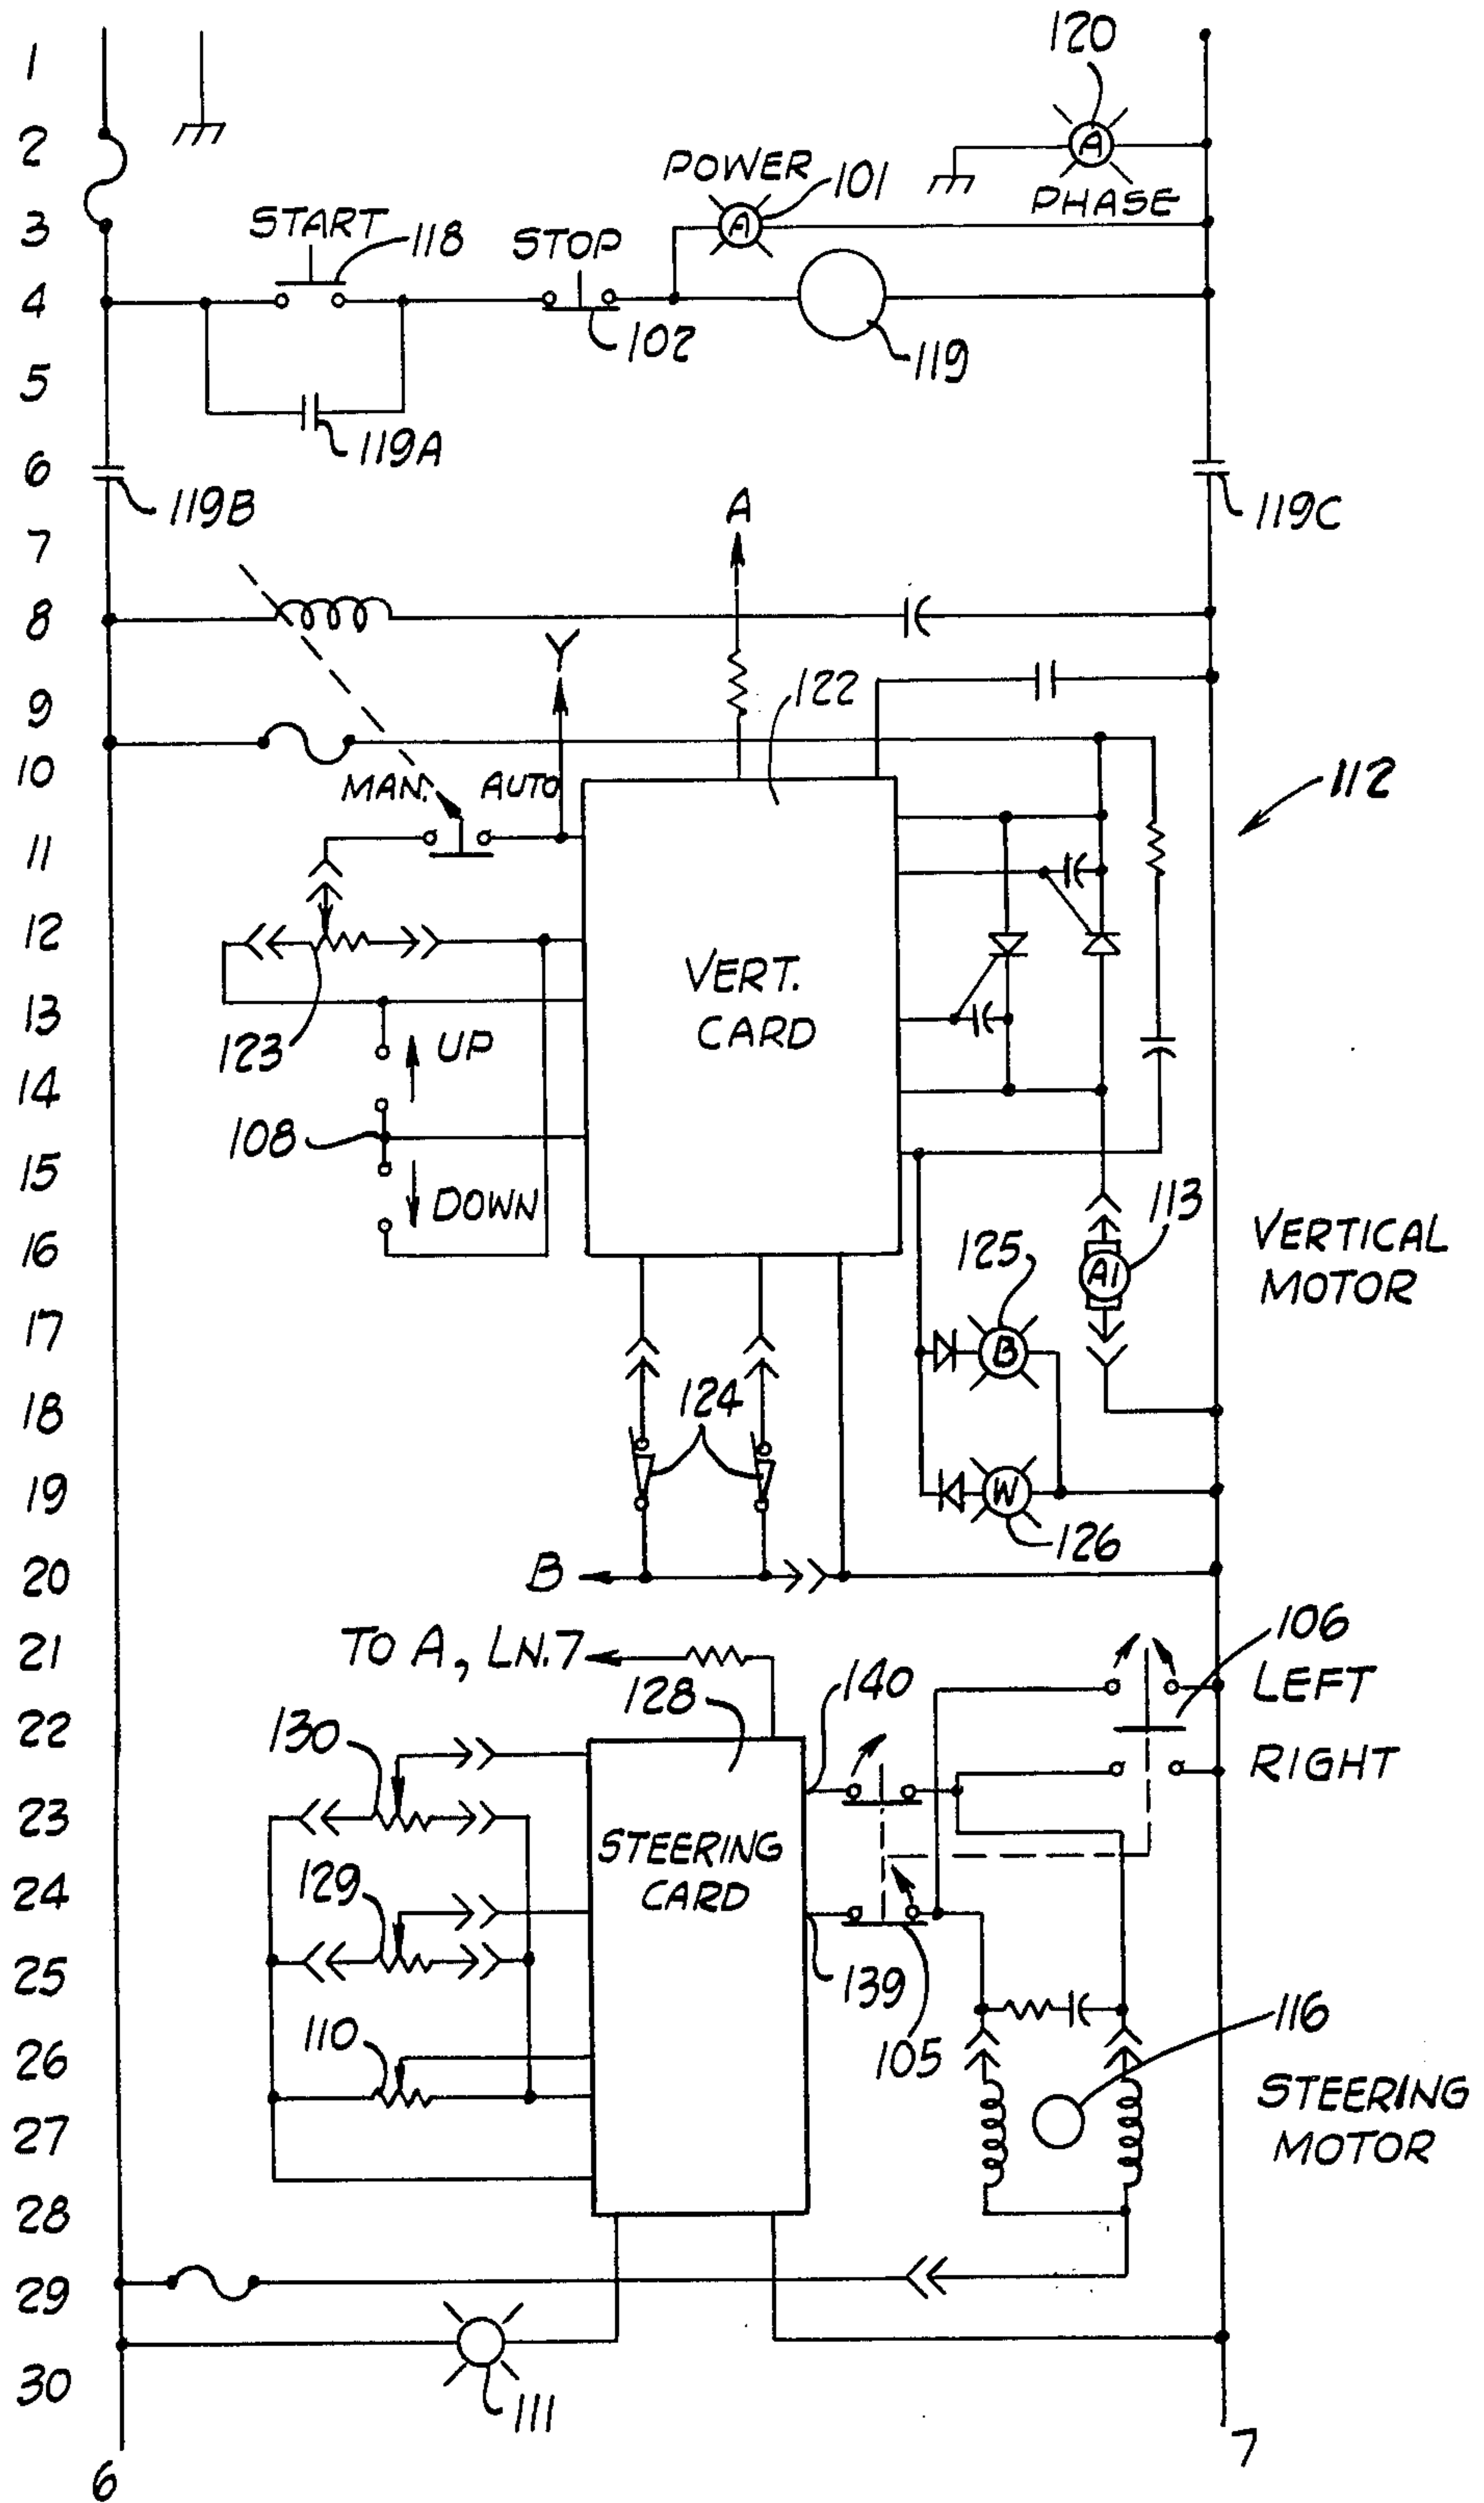 120
1
2
POWER
101
A
A
PHASE
3
START
118
STOP
4
102
119
5
119A
6
119B
A
119C
7
8
Y
122
9
10
MAN.
AUTO
112
11
12
VERT.
CARD
13
123
UP
14
108
15
DOWN
113
VERTICAL
MOTOR
16
125
A1
17
B
18
124
19
W
126
20
B
106
21
TO A, LN.7
140
LEFT
128
22
130
RIGHT
23
STEERING
CARD
129
24
25
139
116
110
105
26
STEERING
MOTOR
27
28
29
30
111
6
7